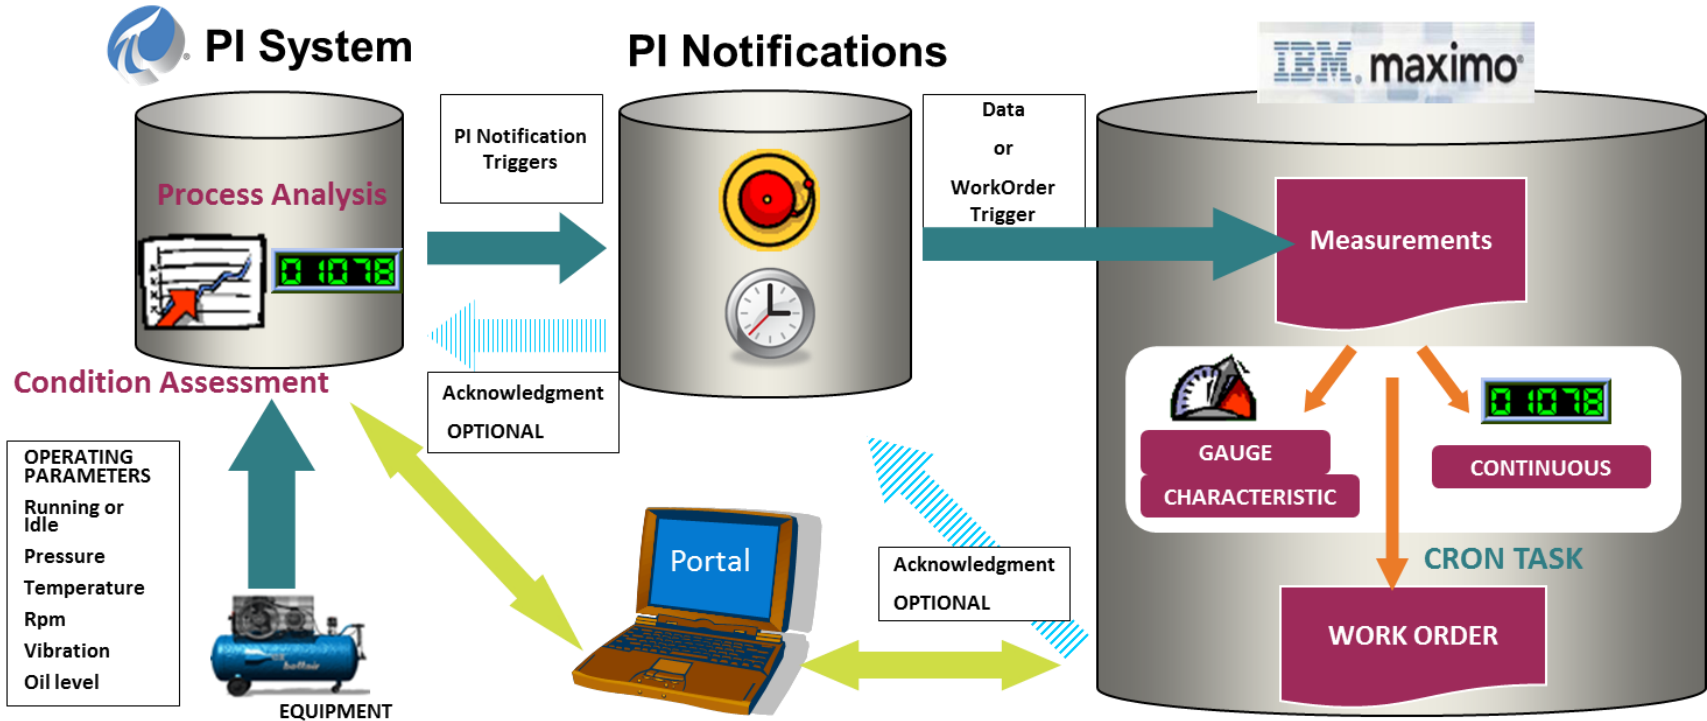 PI System
PI Notifications
IBM. maximo
PI Notification
Triggers
Data
or
WorkOrder
Trigger
Process Analysis
01078
Measurements
Acknowledgment
OPTIONAL
Condition Assessment
OPERATING
PARAMETERS
Running or
Idle
Pressure
Temperature
Rpm
Vibration
Oil level
EQUIPMENT
Portal
Acknowledgment
OPTIONAL
01078
GAUGE
CHARACTERISTIC
CONTINUOUS
CRON TASK
WORK ORDER